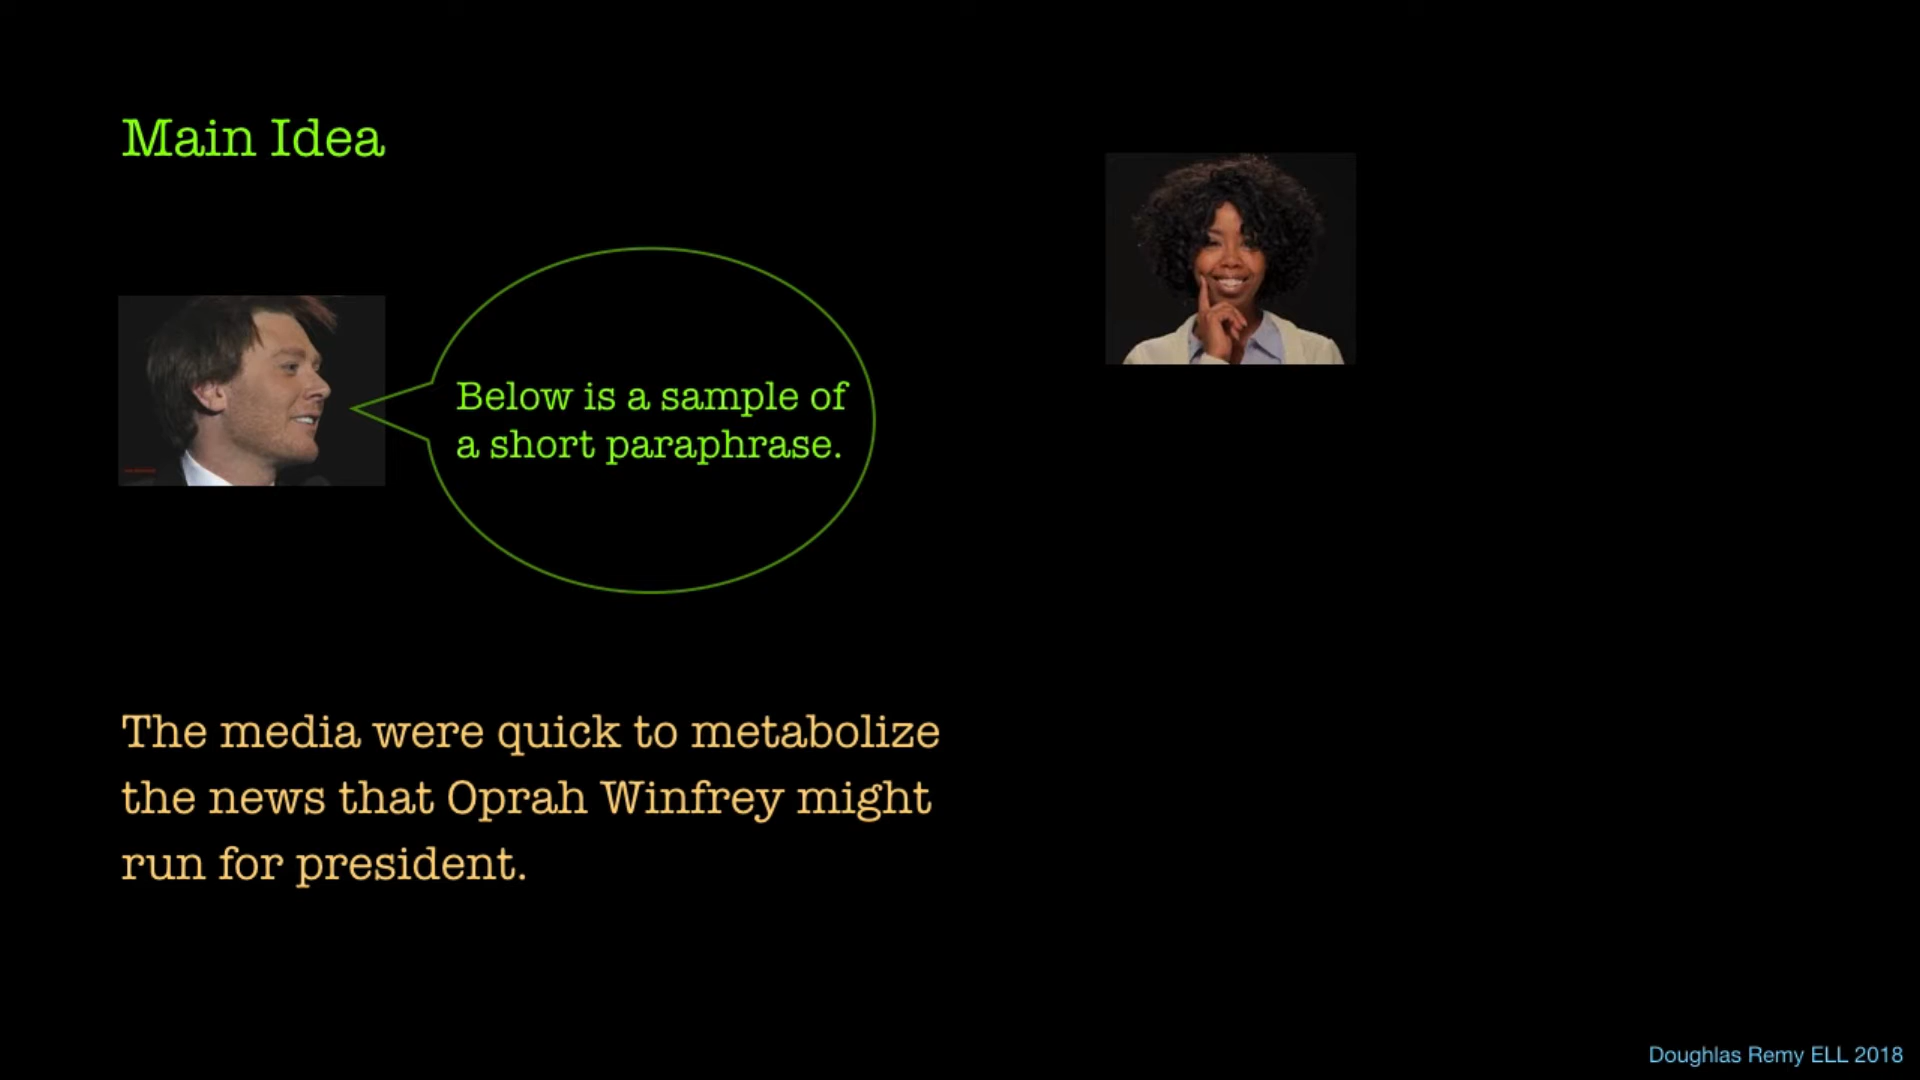 Main Idea
Below is a sample of
a short paraphrase.
The media were quick to metabolize
the news that Oprah Winfrey might
run for president.
Doughlas Remy ELL 2018